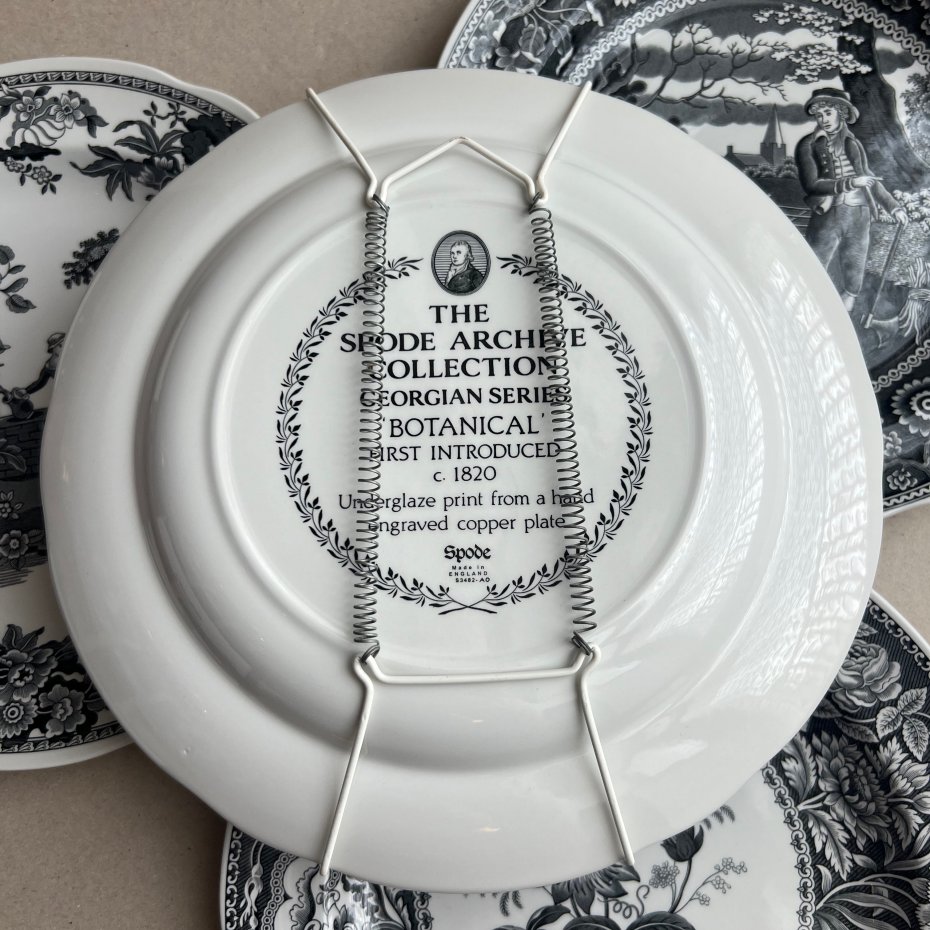 THE
SPODE ARCHIVE
COLLECTION
GEORGIAN SERIES
'BOTANICAL'
FIRST INTRODUCED
c. 1820
Underglaze print from a hand
engraved copper plate
Spode
Made in
ENGLAND
S3462-AO